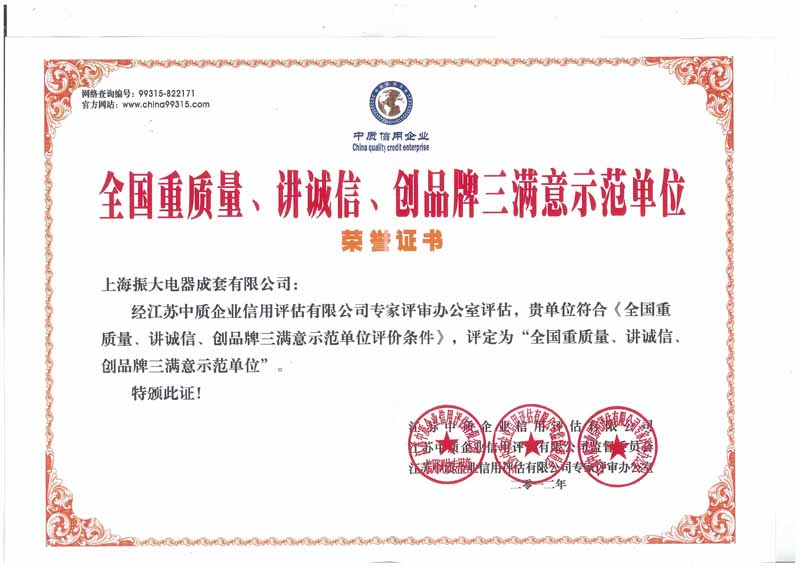 网络查询编号：99315-822171
官方网站：www.china99315.com
中质信用企业
China quality credit enterprise
全国重质量、讲诚信、创品牌三满意示范单位
荣誉证书
上海振大电器成套有限公司：
经江苏中质企业信用评估有限公司专家评审办公室评估，贵单位符合《全国重
质量、讲诚信、创品牌三满意示范单位评价条件》，评定为“全国重质量、讲诚信、
创品牌三满意示范单位”。
特颁此证！
江苏中质企业信用评估有限公司
江苏中质企业信用评估有限公司监督委员会
江苏中质企业信用评估有限公司专家评审办公室
二零一二年